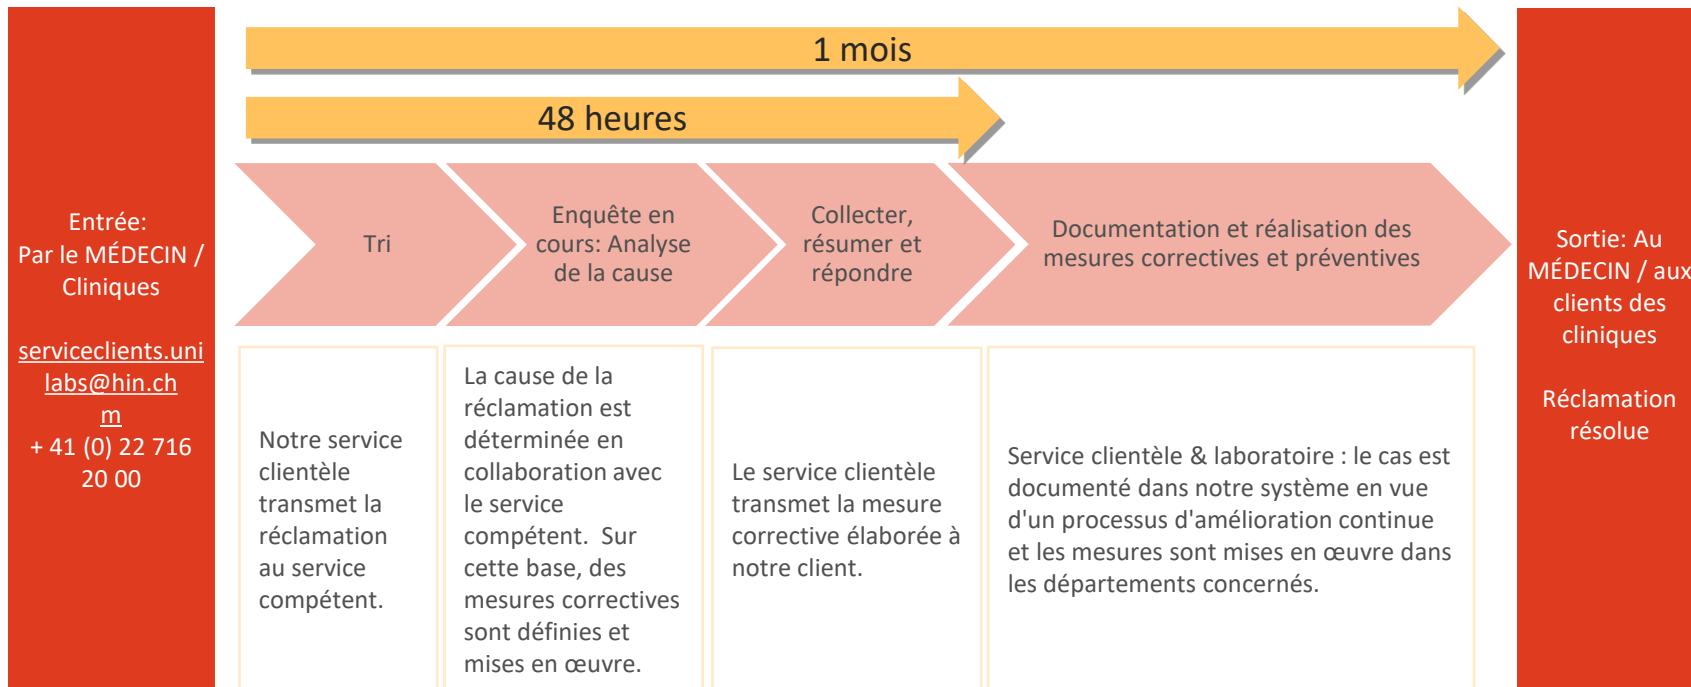 1 mois
48 heures
Entrée:
Par le MÉDECIN /
Cliniques
serviceclients.uni
labs@hin.ch
m
+ 41 (0) 22 716
20 00
Tri
Enquête en
cours: Analyse
de la cause
Collecter,
résumer et
répondre
Documentation et réalisation des
mesures correctives et préventives
Notre service
clientèle
transmet la
réclamation
au service
compétent.
La cause de la
réclamation est
déterminée en
collaboration avec
le service
compétent.  Sur
cette base, des
mesures correctives
sont définies et
mises en œuvre.
Le service clientèle
transmet la mesure
corrective élaborée à
notre client.
Service clientèle & laboratoire : le cas est
documenté dans notre système en vue
d'un processus d'amélioration continue
et les mesures sont mises en œuvre dans
les départements concernés.
Sortie: Au
MÉDECIN / aux
clients des
cliniques
Réclamation
résolue